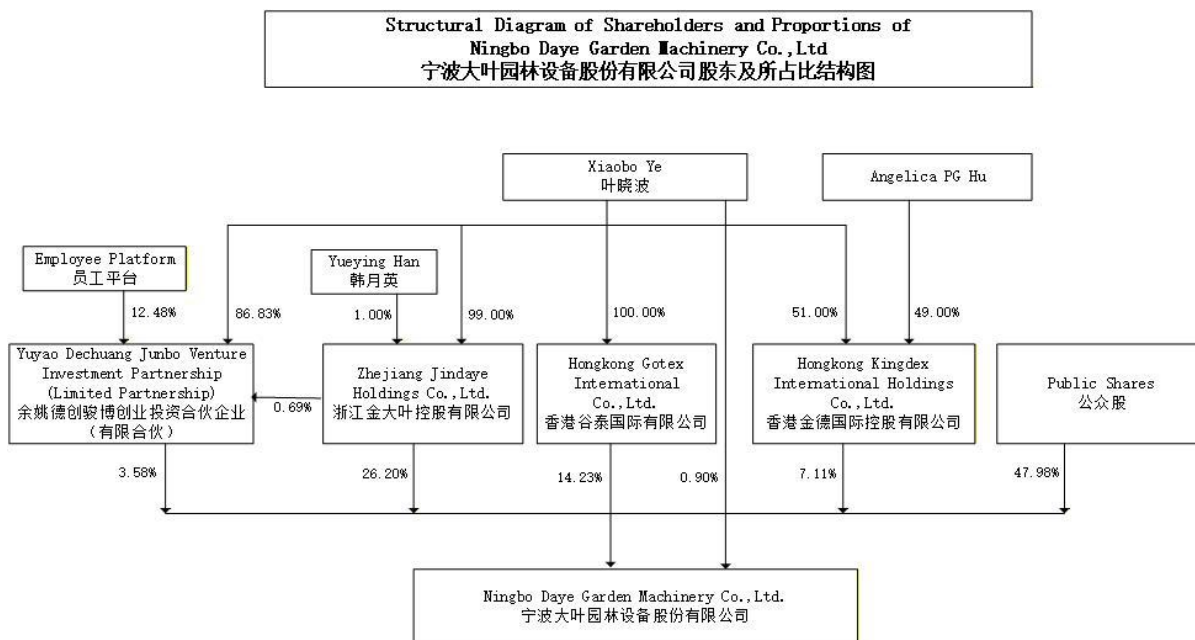 Structural Diagram of Shareholders and Proportions of
Ningbo Daye Garden Machinery Co.,Ltd
宁波大叶园林设备股份有限公司股东及所占比结构图
Xiaobo Ye
叶晓波
Angelica PG Hu
Employee Platform
员工平台
Yueying Han
韩月英
12.48%
86.83%
1.00%
99.00%
100.00%
51.00%
49.00%
Yuyao Dechuang Junbo Venture
Investment Partnership
(Limited Partnership)
余姚德创骏博创业投资合伙企业
（有限合伙）
0.69%
Zhejiang Jindaye
Holdings Co.,Ltd.
浙江金大叶控股有限公司
Hongkong Gotex
International
Co.,Ltd.
香港谷泰国际有限公司
Hongkong Kingdex
International Holdings
Co.,Ltd.
香港金德国际控股有限公司
Public Shares
公众股
3.58%
26.20%
14.23%
0.90%
7.11%
47.98%
Ningbo Daye Garden Machinery Co.,Ltd.
宁波大叶园林设备股份有限公司